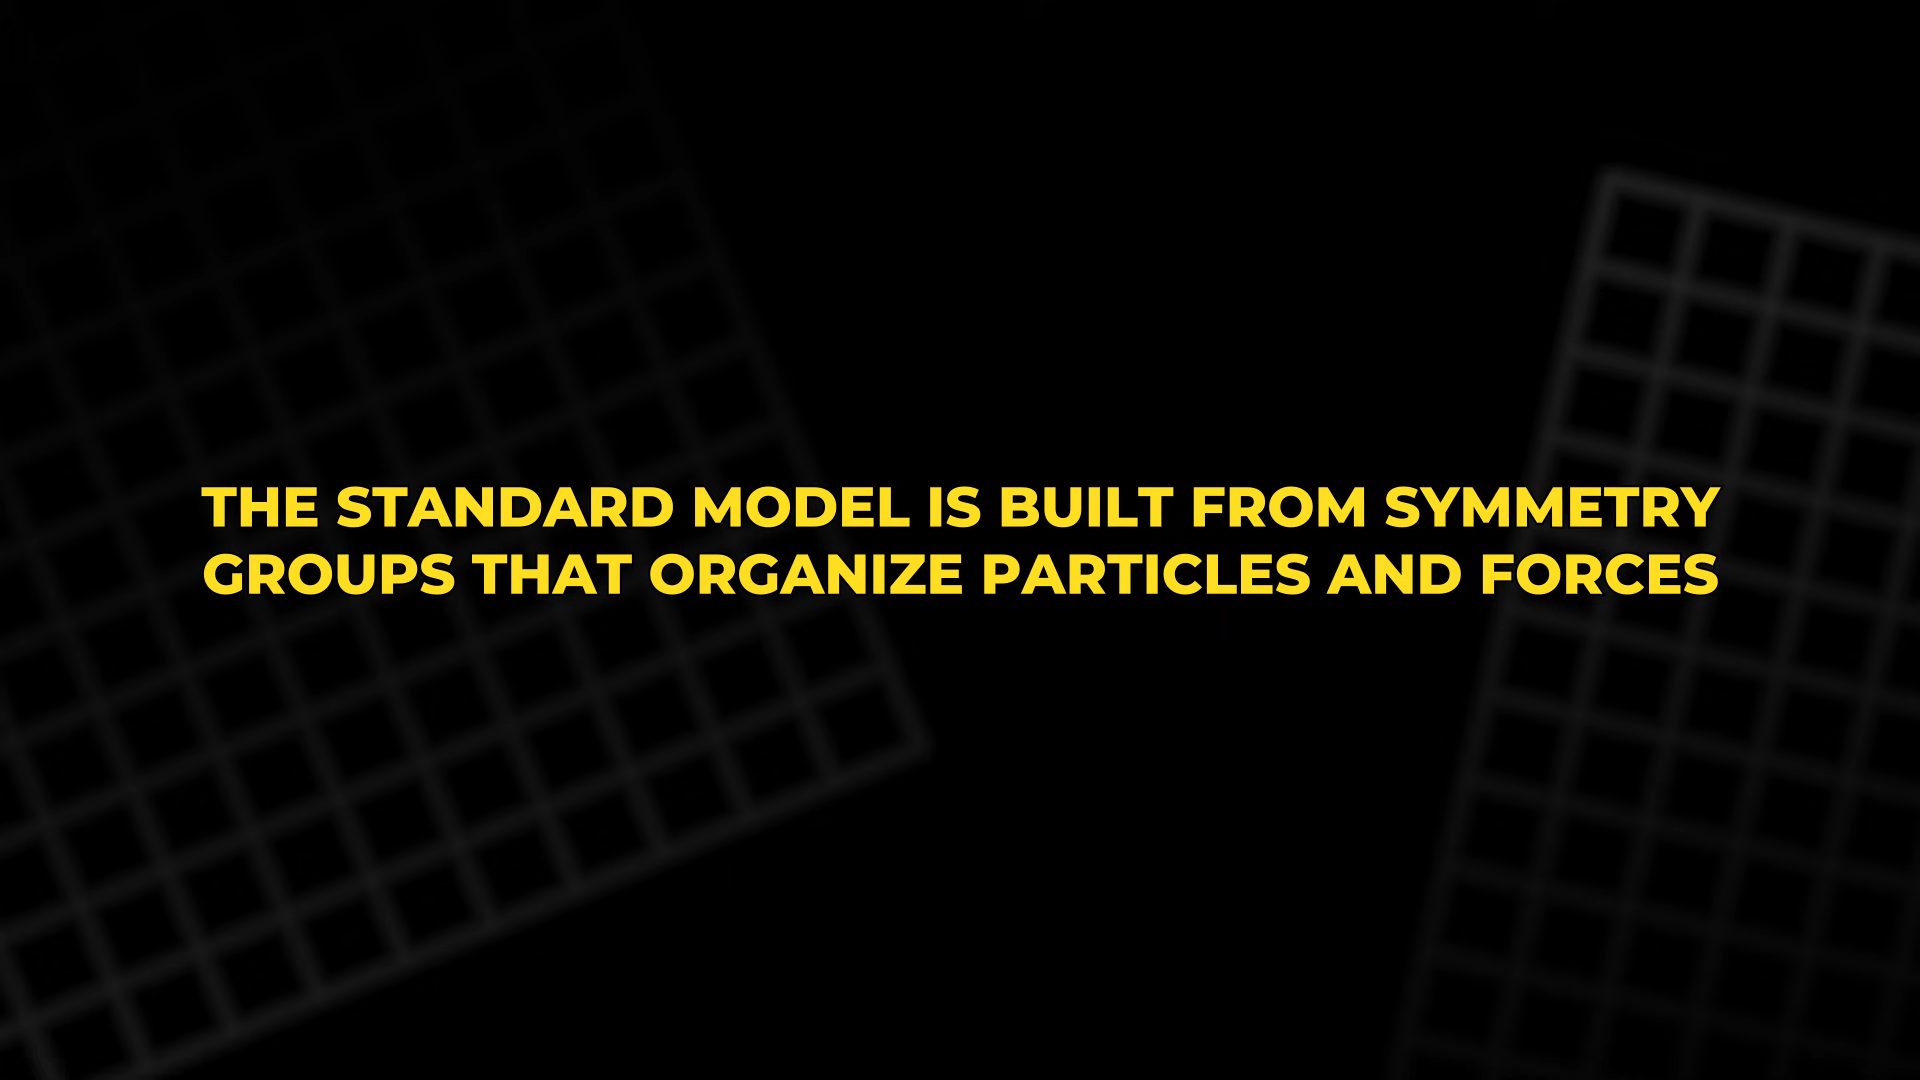 THE STANDARD MODEL IS BUILT FROM SYMMETRY
GROUPS THAT ORGANIZE PARTICLES AND FORCES